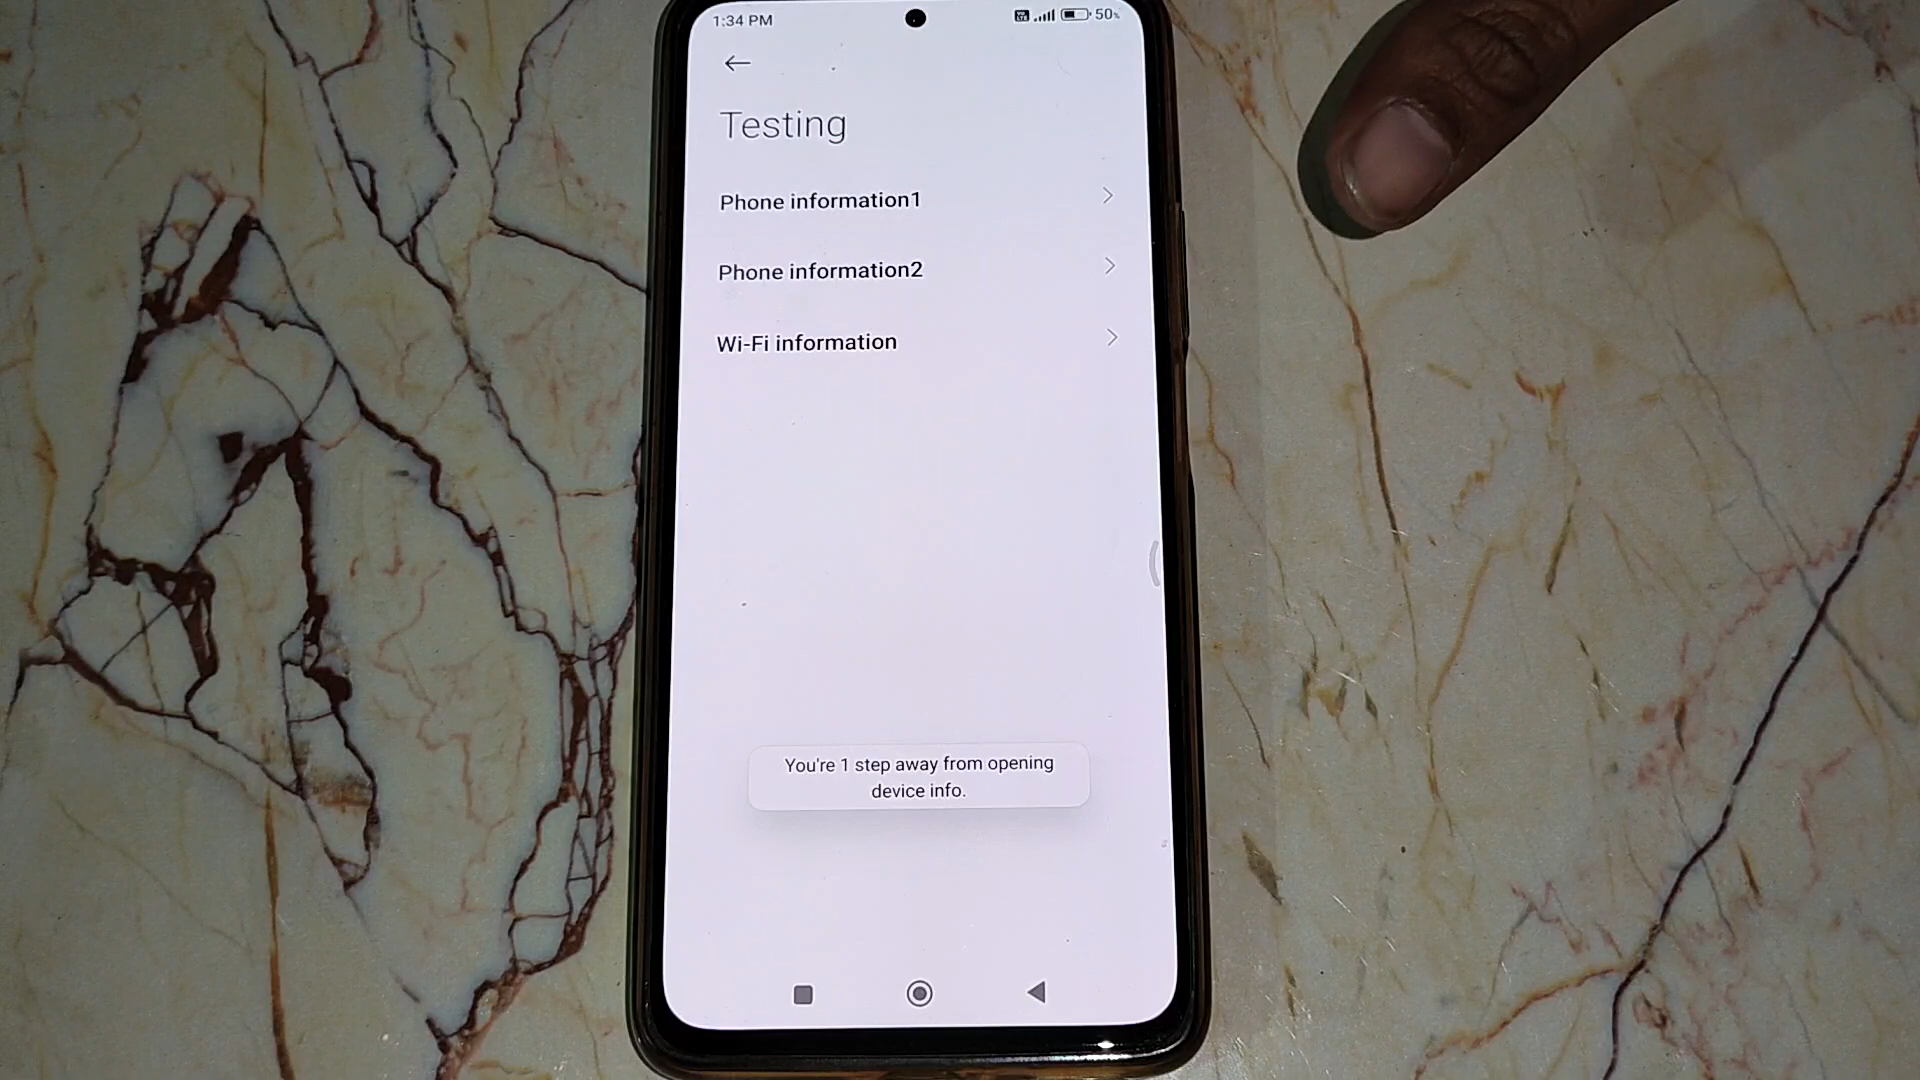 1:34 PM
50%
Testing
Phone information1
Phone information2
Wi-Fi information
You're 1 step away from opening
device info.